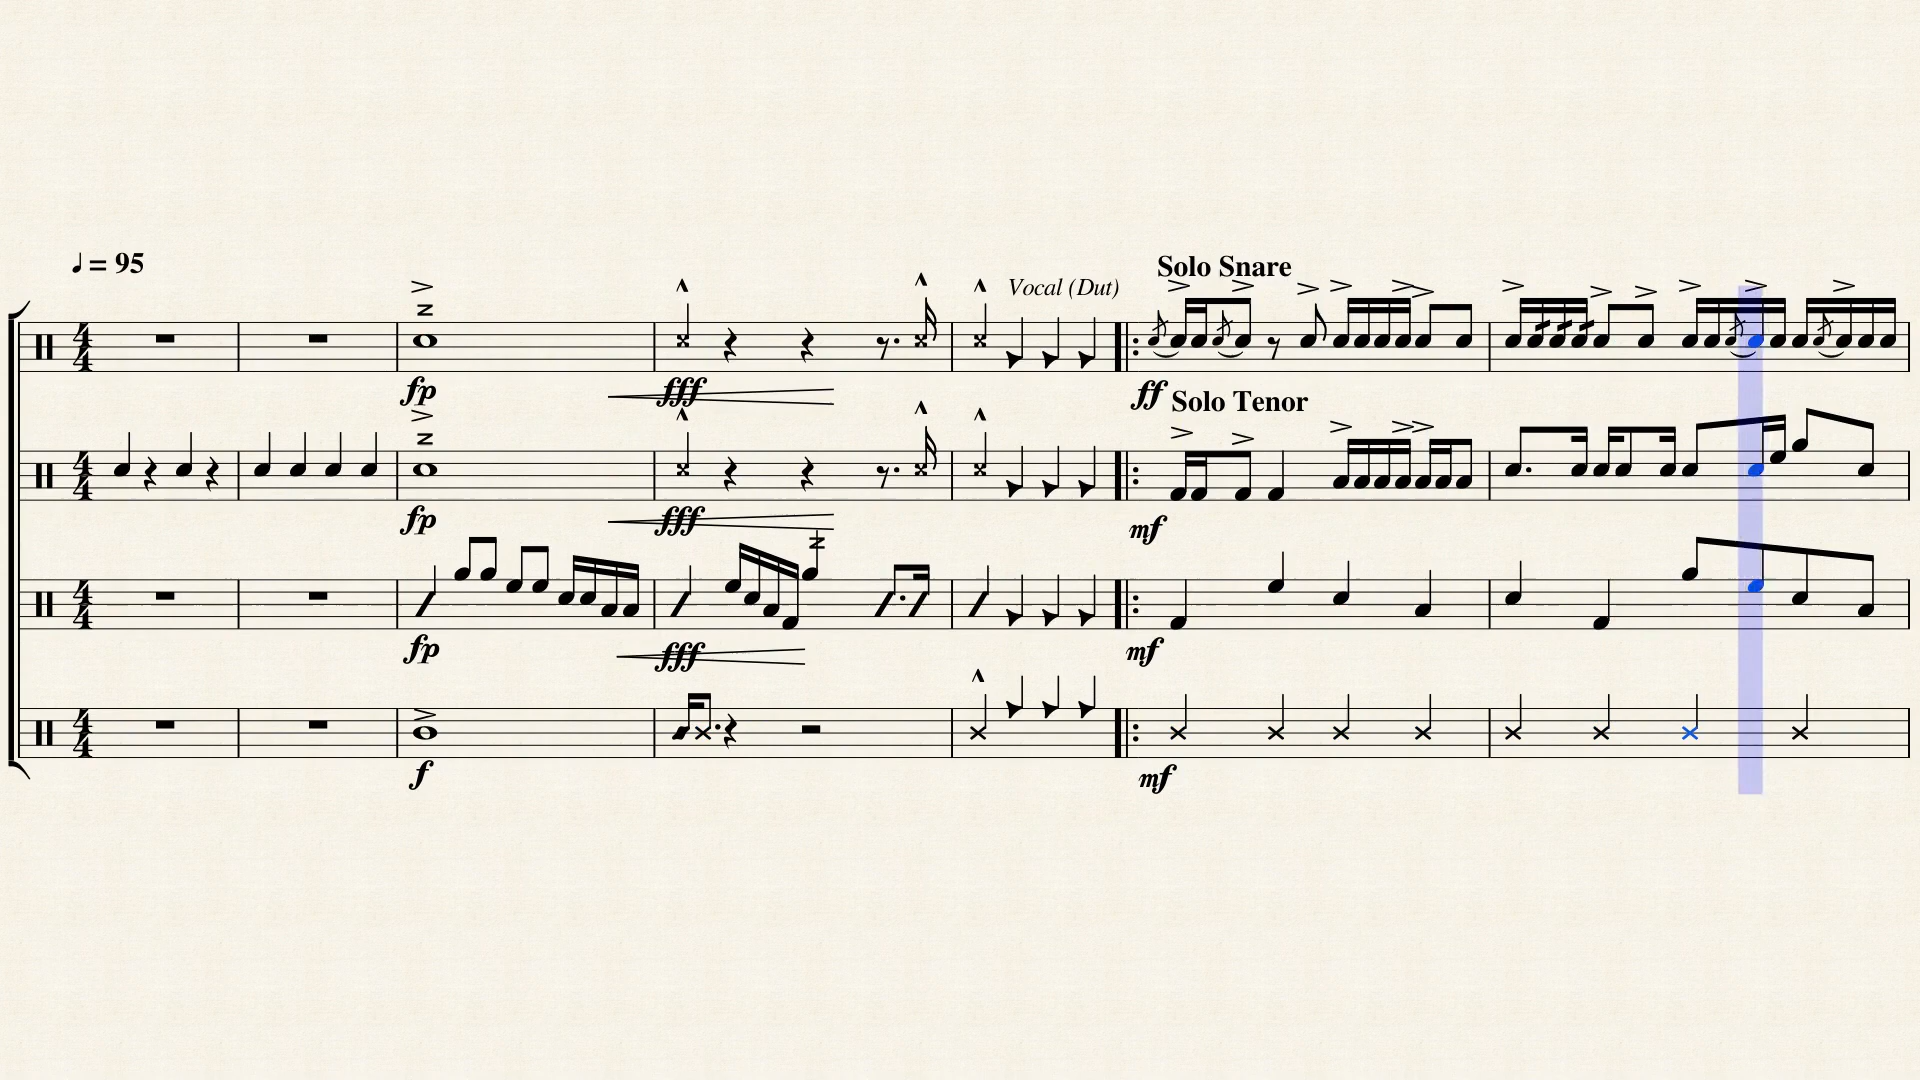 ♩ = 95
Vocal (Dut)
Solo Snare
fp
fff
ff
Solo Tenor
fp
fff
mf
fp
fff
mf
f
mf